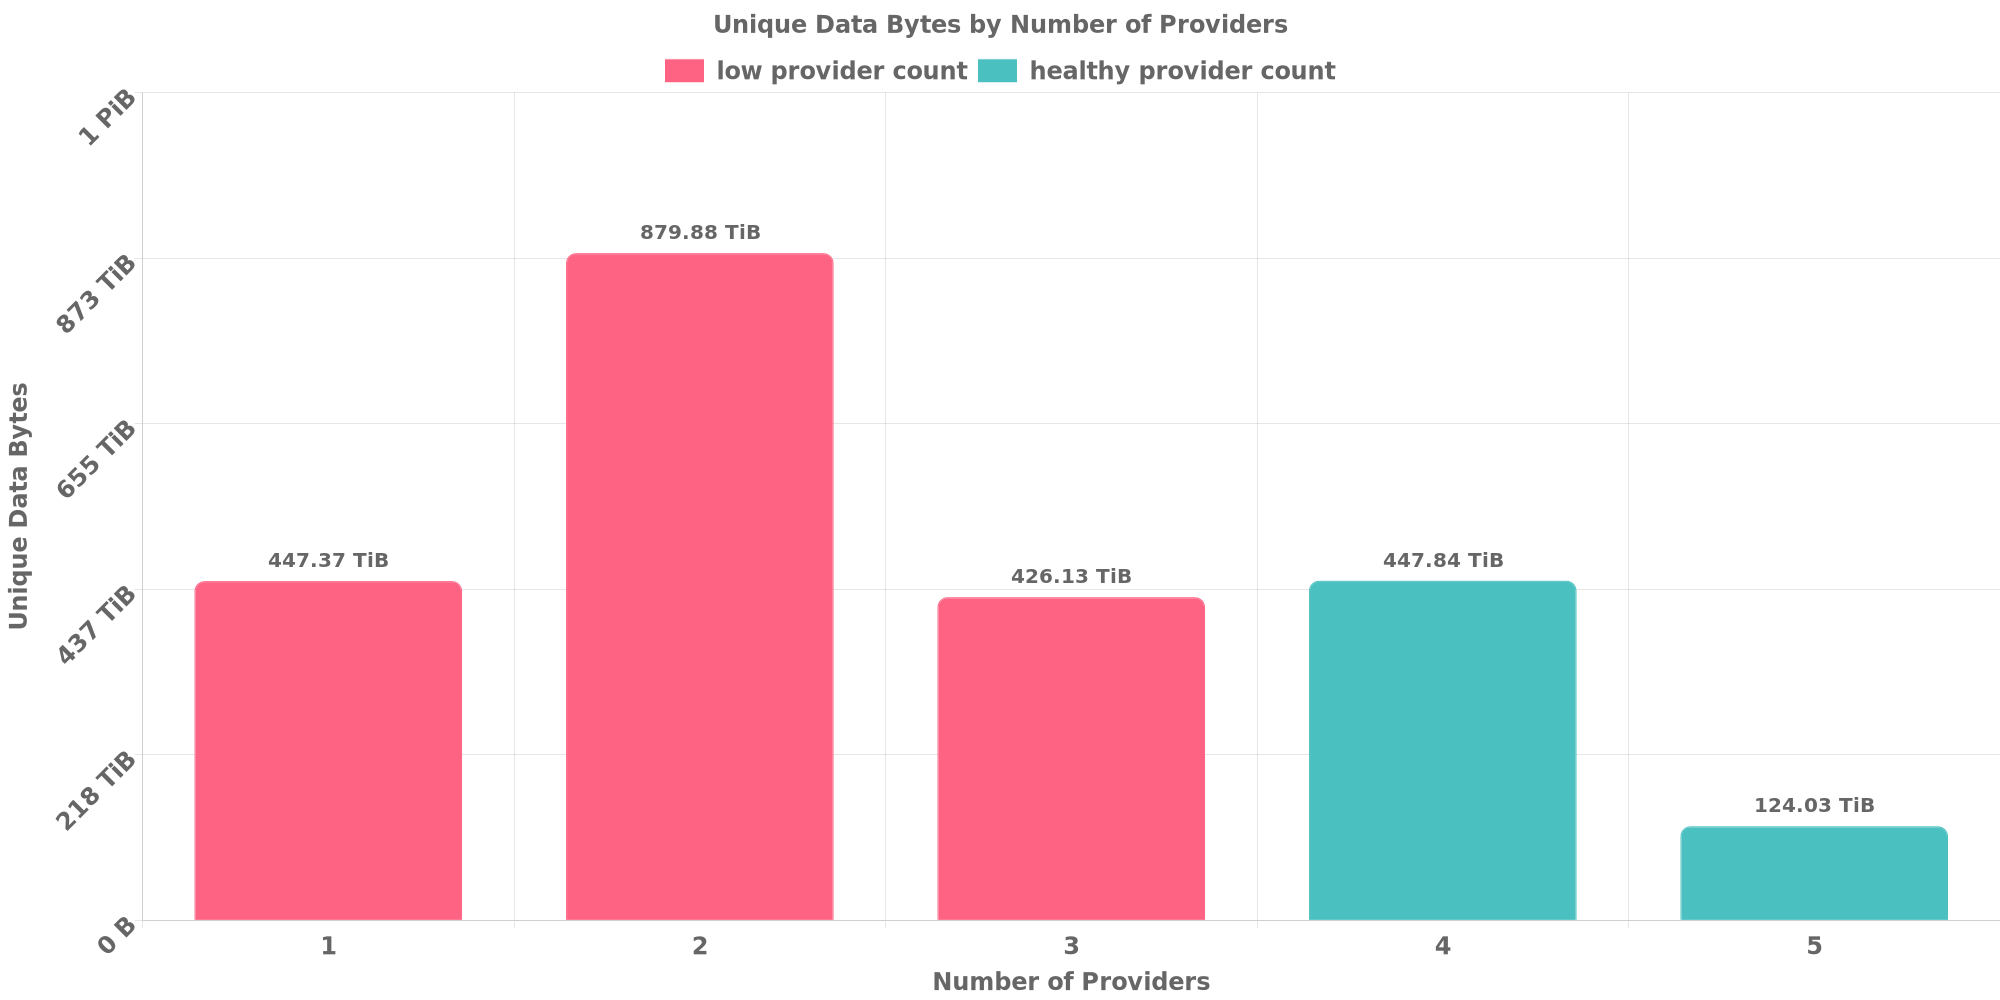 Unique Data Bytes by Number of Providers
low provider count healthy provider count
1 PiB
873 TiB
655 TiB
437 TiB
218 TiB
0 B
Unique Data Bytes
447.37 TiB
879.88 TiB
426.13 TiB
447.84 TiB
124.03 TiB
1 2 3 4 5
Number of Providers